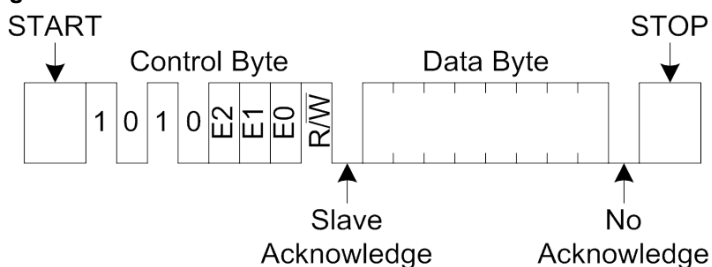 START STOP
Control Byte Data Byte
1 0 1 0 E2 E1 E0 R/W
Slave No
Acknowledge Acknowledge